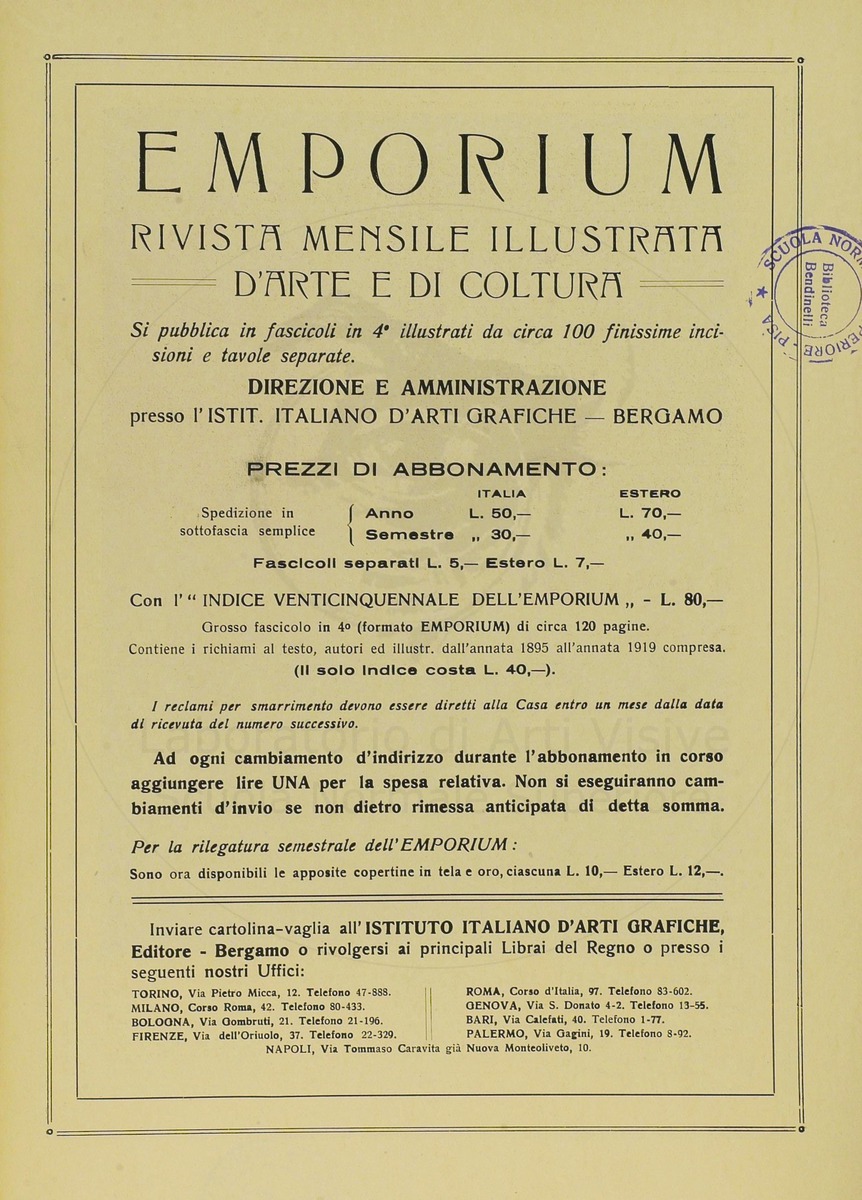 EMPORIUM
RIVISTA MENSILE ILLUSTRATA
D'ARTE E DI COLTURA
Si pubblica in fascicoli in 4° illustrati da circa 100 finissime inci-
sioni e tavole separate.
DIREZIONE E AMMINISTRAZIONE
presso l'ISTIT. ITALIANO D'ARTI GRAFICHE — BERGAMO
PREZZI DI ABBONAMENTO:
ITALIA ESTERO
Spedizione in sottofascia semplice
Anno L. 50,— L. 70,—
Semestre „ 30,— „ 40,—
Fascicoli separati L. 5,— Estero L. 7,—
Con l' “ INDICE VENTICINQUENNALE DELL'EMPORIUM „ - L. 80,—
Grosso fascicolo in 4º (formato EMPORIUM) di circa 120 pagine.
Contiene i richiami al testo, autori ed illustr. dall'annata 1895 all'annata 1919 compresa.
(Il solo Indice costa L. 40,—).
I reclami per smarrimento devono essere diretti alla Casa entro un mese dalla data
di ricevuta del numero successivo.
Ad ogni cambiamento d'indirizzo durante l'abbonamento in corso
aggiungere lire UNA per la spesa relativa. Non si eseguiranno cam-
biamenti d'invio se non dietro rimessa anticipata di detta somma.
Per la rilegatura semestrale dell'EMPORIUM :
Sono ora disponibili le apposite copertine in tela e oro, ciascuna L. 10,— Estero L. 12,—.
Inviare cartolina-vaglia all'ISTITUTO ITALIANO D'ARTI GRAFICHE,
Editore - Bergamo o rivolgersi ai principali Librai del Regno o presso i
seguenti nostri Uffici:
TORINO, Via Pietro Micca, 12. Telefono 47-888.
MILANO, Corso Roma, 42. Telefono 80-433.
BOLOGNA, Via Gombruti, 21. Telefono 21-196.
FIRENZE, Via dell'Oriuolo, 37. Telefono 22-329.
ROMA, Corso d'Italia, 97. Telefono 83-602.
GENOVA, Via S. Donato 4-2. Telefono 13-55.
BARI, Via Calefati, 40. Telefono 1-77.
PALERMO, Via Gagini, 19. Telefono 8-92.
NAPOLI, Via Tommaso Caravita già Nuova Monteoliveto, 10.
SCUOLA NOR
ERIORE - PISA
Biblioteca
Bendinelli
di Arti Visive